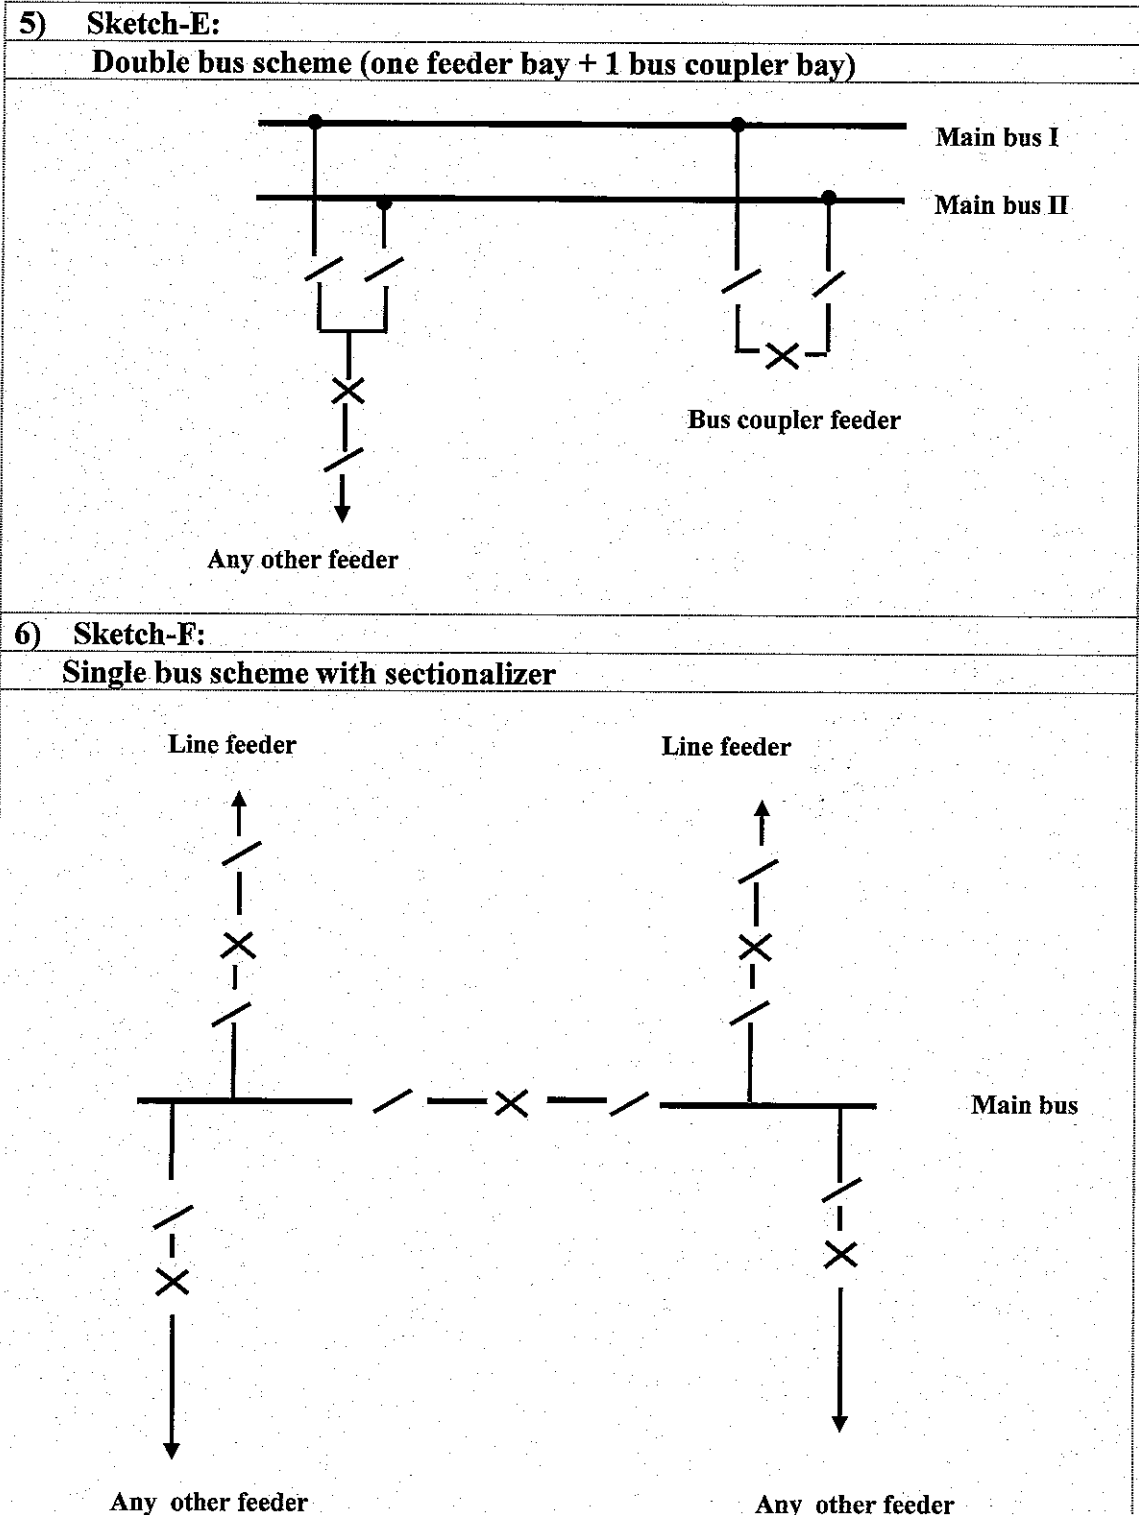 5) Sketch-E:
Double bus scheme (one feeder bay + 1 bus coupler bay)
Main bus I
Main bus II
Bus coupler feeder
Any other feeder
6) Sketch-F:
Single bus scheme with sectionalizer
Line feeder Line feeder
Main bus
Any other feeder Any other feeder